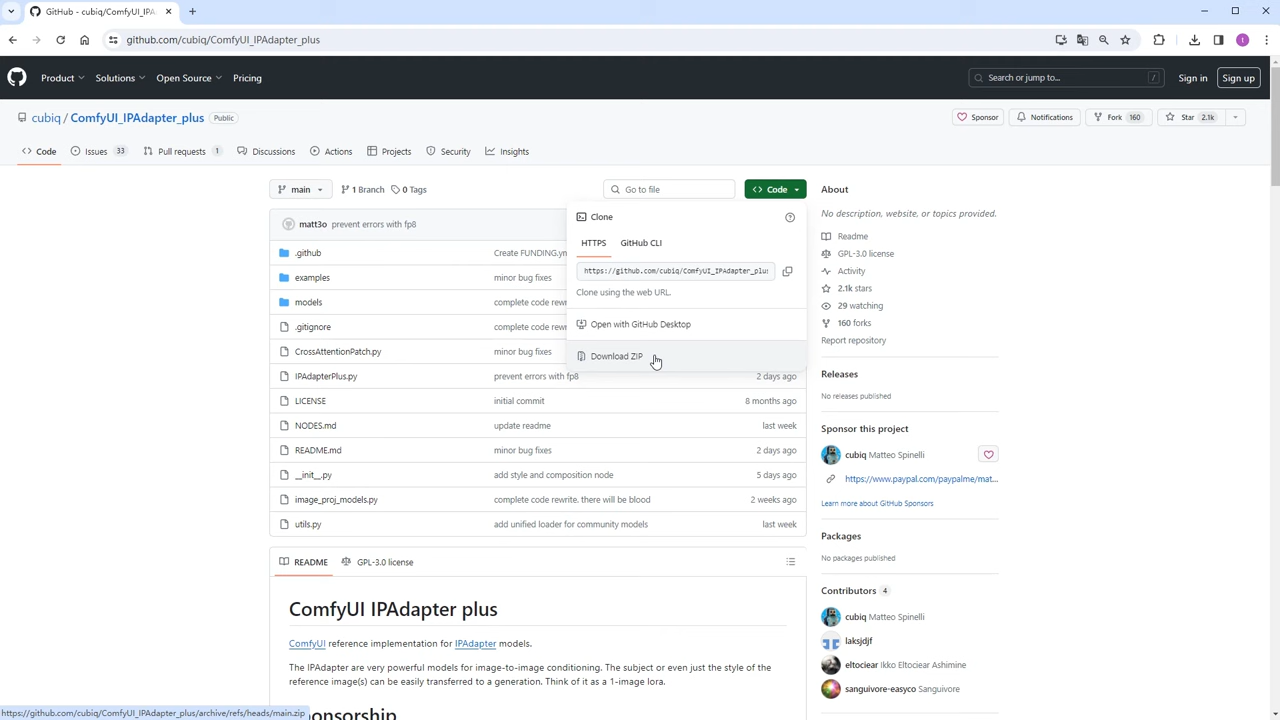 GitHub - cubiq/ComfyUI_IPA
github.com/cubiq/ComfyUI_IPAdapter_plus
t
Product
Solutions
Open Source
Pricing
Search or jump to...
/
Sign in
Sign up
cubiq / ComfyUI_IPAdapter_plus
Public
Sponsor
Notifications
Fork 160
Star 2.1k
Code
Issues 33
Pull requests 1
Discussions
Actions
Projects
Security
Insights
main
1 Branch
0 Tags
Go to file
Code
matt3o prevent errors with fp8
Clone
HTTPS
GitHub CLI
https://github.com/cubiq/ComfyUI_IPAdapter_plus
Clone using the web URL.
Open with GitHub Desktop
Download ZIP
.github Create FUNDING.ym
examples minor bug fixes
models complete code rewrite
.gitignore complete code rewrite
CrossAttentionPatch.py minor bug fixes
IPAdapterPlus.py prevent errors with fp8 2 days ago
LICENSE initial commit 8 months ago
NODES.md update readme last week
README.md minor bug fixes 2 days ago
__init__.py add style and composition node 5 days ago
image_proj_models.py complete code rewrite, there will be blood 2 weeks ago
utils.py add unified loader for community models last week
README
GPL-3.0 license
ComfyUI IPAdapter plus
ComfyUI reference implementation for IPAdapter models.
The IPAdapter are very powerful models for image-to-image conditioning. The subject or even just the style of the
reference image(s) can be easily transferred to a generation. Think of it as a 1-image lora.
onsorship
About
No description, website, or topics provided.
Readme
GPL-3.0 license
Activity
2.1k stars
29 watching
160 forks
Report repository
Releases
No releases published
Sponsor this project
cubiq Matteo Spinelli
https://www.paypal.com/paypalme/mat...
Learn more about GitHub Sponsors
Packages
No packages published
Contributors 4
cubiq Matteo Spinelli
laksjdjf
eltociear Ikko Eltociear Ashimine
sanguivore-easyco Sanguivore
https://github.com/cubiq/ComfyUI_IPAdapter_plus/archive/refs/heads/main.zip